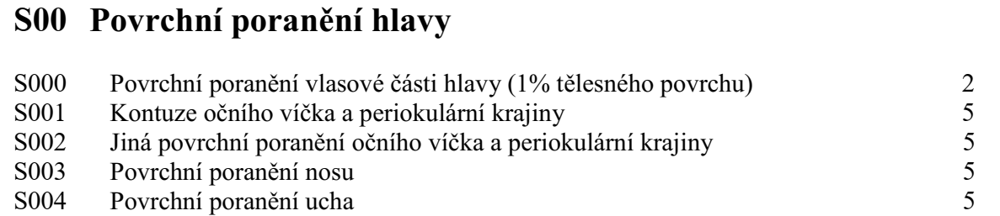 S00 Povrchní poranění hlavy
S000 Povrchní poranění vlasové části hlavy (1% tělesného povrchu) 2
S001 Kontuze očního víčka a periokulární krajiny 5
S002 Jiná povrchní poranění očního víčka a periokulární krajiny 5
S003 Povrchní poranění nosu 5
S004 Povrchní poranění ucha 5